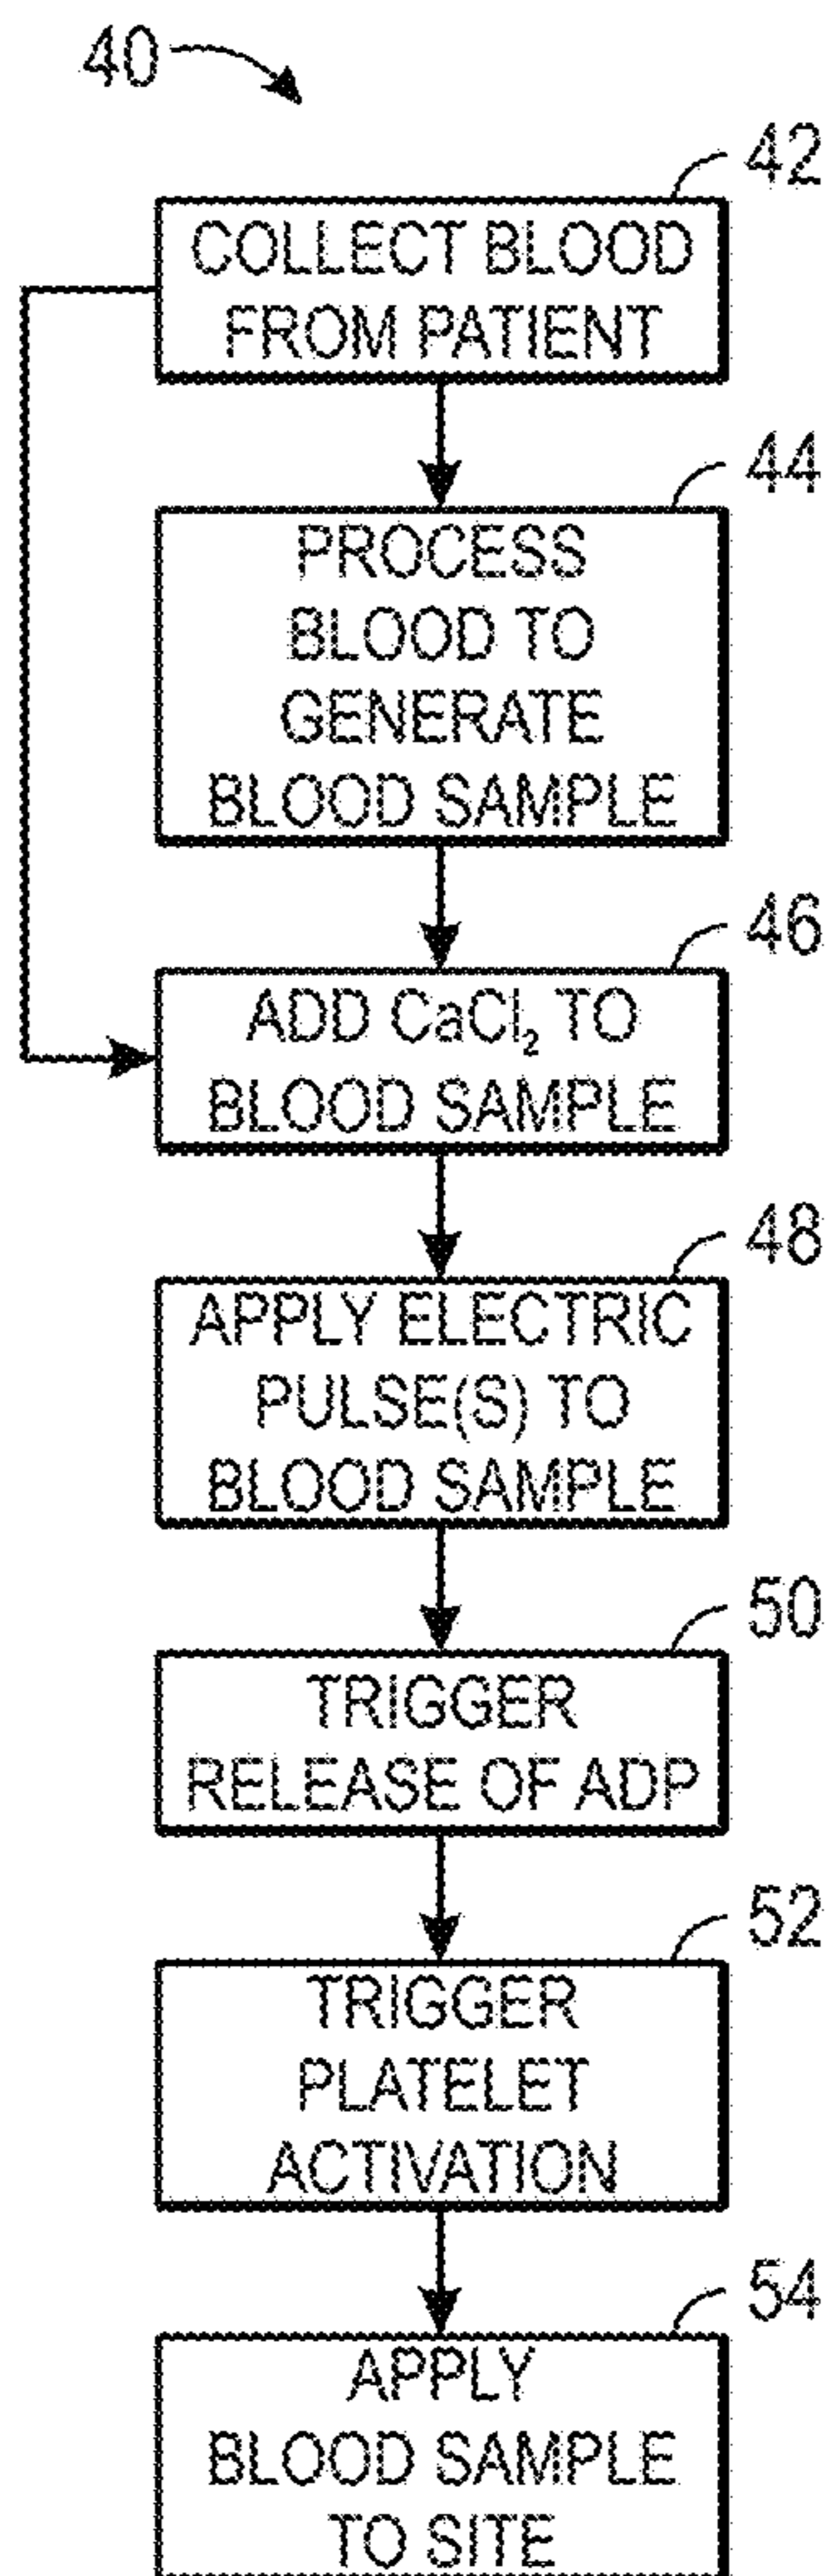 40
42
COLLECT BLOOD
FROM PATIENT
44
PROCESS
BLOOD TO
GENERATE
BLOOD SAMPLE
46
ADD CaCl₂ TO
BLOOD SAMPLE
48
APPLY ELECTRIC
PULSE(S) TO
BLOOD SAMPLE
50
TRIGGER
RELEASE OF ADP
52
TRIGGER
PLATELET
ACTIVATION
54
APPLY
BLOOD SAMPLE
TO SITE